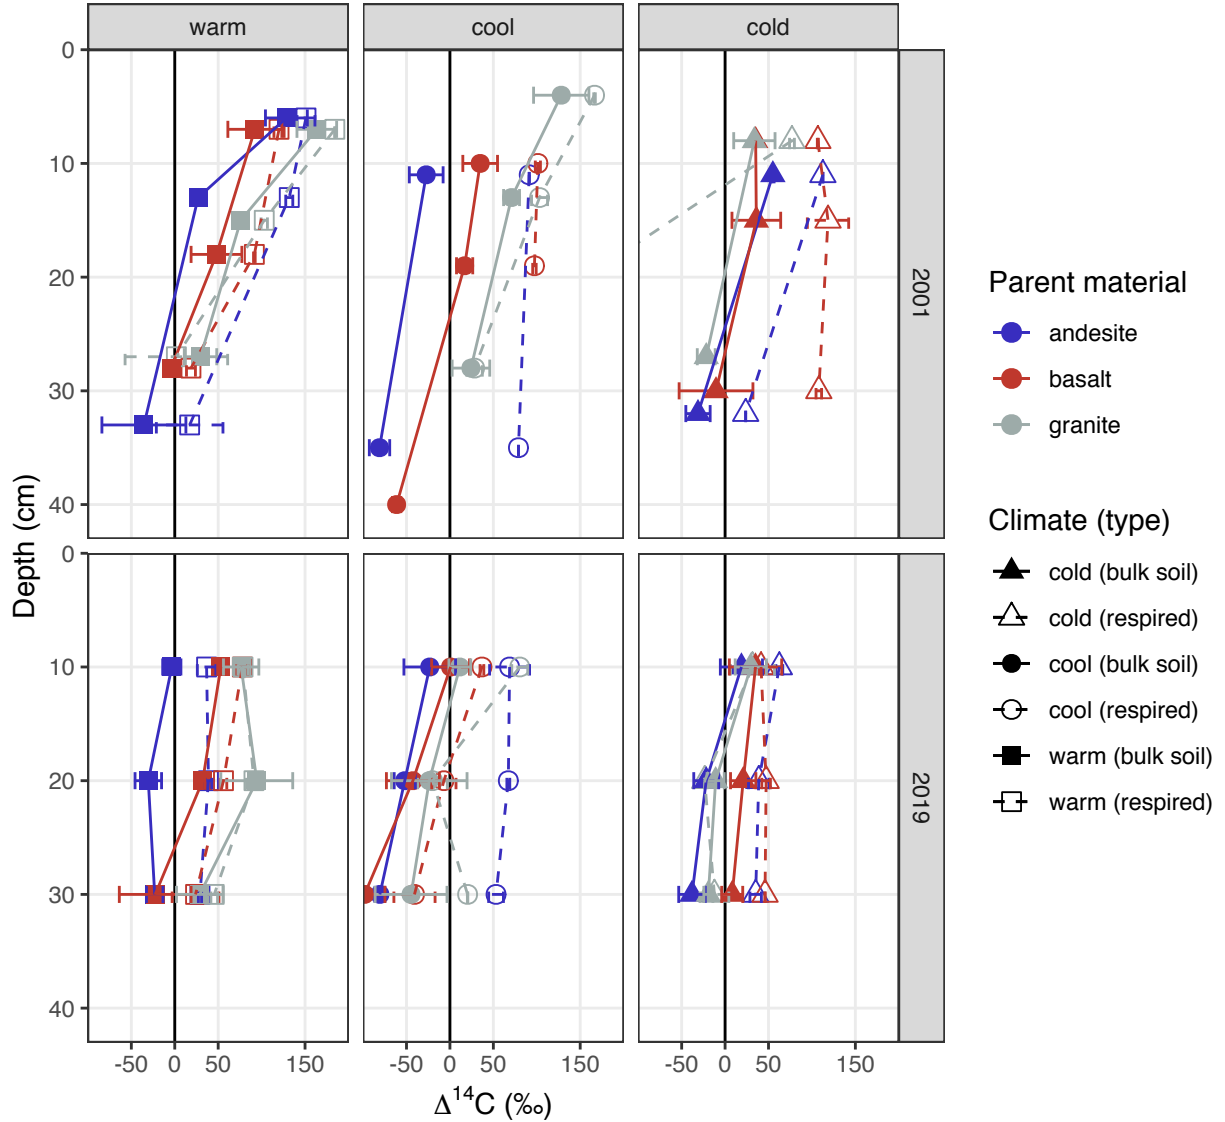 warm
cool
cold
0
10
20
30
40
2001
0
10
20
30
40
2019
-50 0 50 150
-50 0 50 150
-50 0 50 150
Depth (cm)
Δ14C (‰)
Parent material
andesite
basalt
granite
Climate (type)
cold (bulk soil)
cold (respired)
cool (bulk soil)
cool (respired)
warm (bulk soil)
warm (respired)